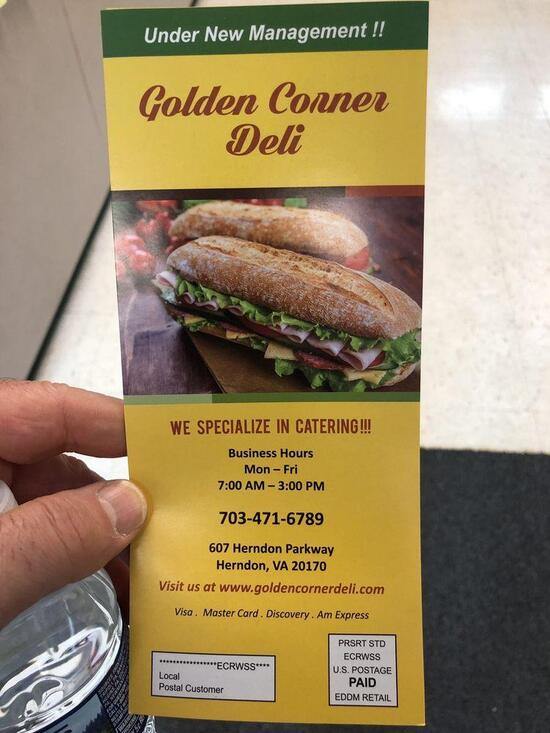 Under New Management !!
Golden Corner
Deli
WE SPECIALIZE IN CATERING!!!
Business Hours
Mon – Fri
7:00 AM – 3:00 PM
703-471-6789
607 Herndon Parkway
Herndon, VA 20170
Visit us at www.goldencornerdeli.com
Visa . Master Card . Discovery . Am Express
*****************ECRWSS****
Local
Postal Customer
PRSRT STD
ECRWSS
U.S. POSTAGE
PAID
EDDM RETAIL